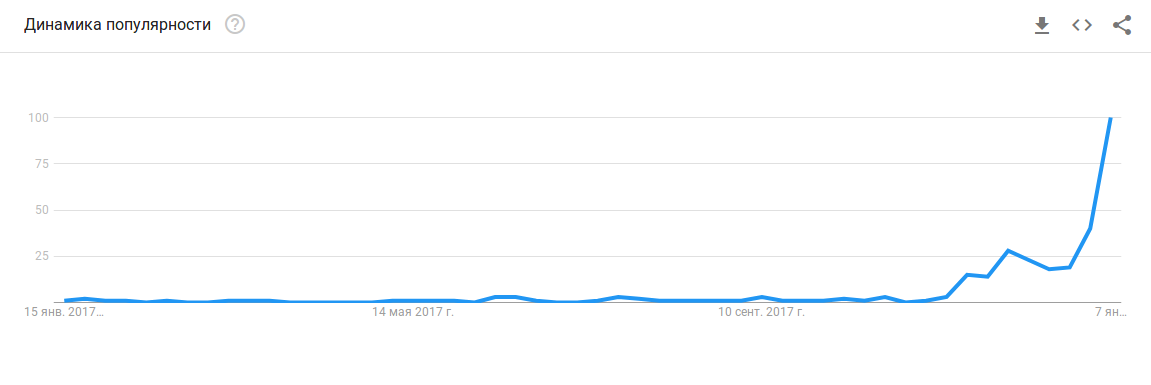 Динамика популярности
100
75
50
25
15 янв. 2017…
14 мая 2017 г.
10 сент. 2017 г.
7 ян…